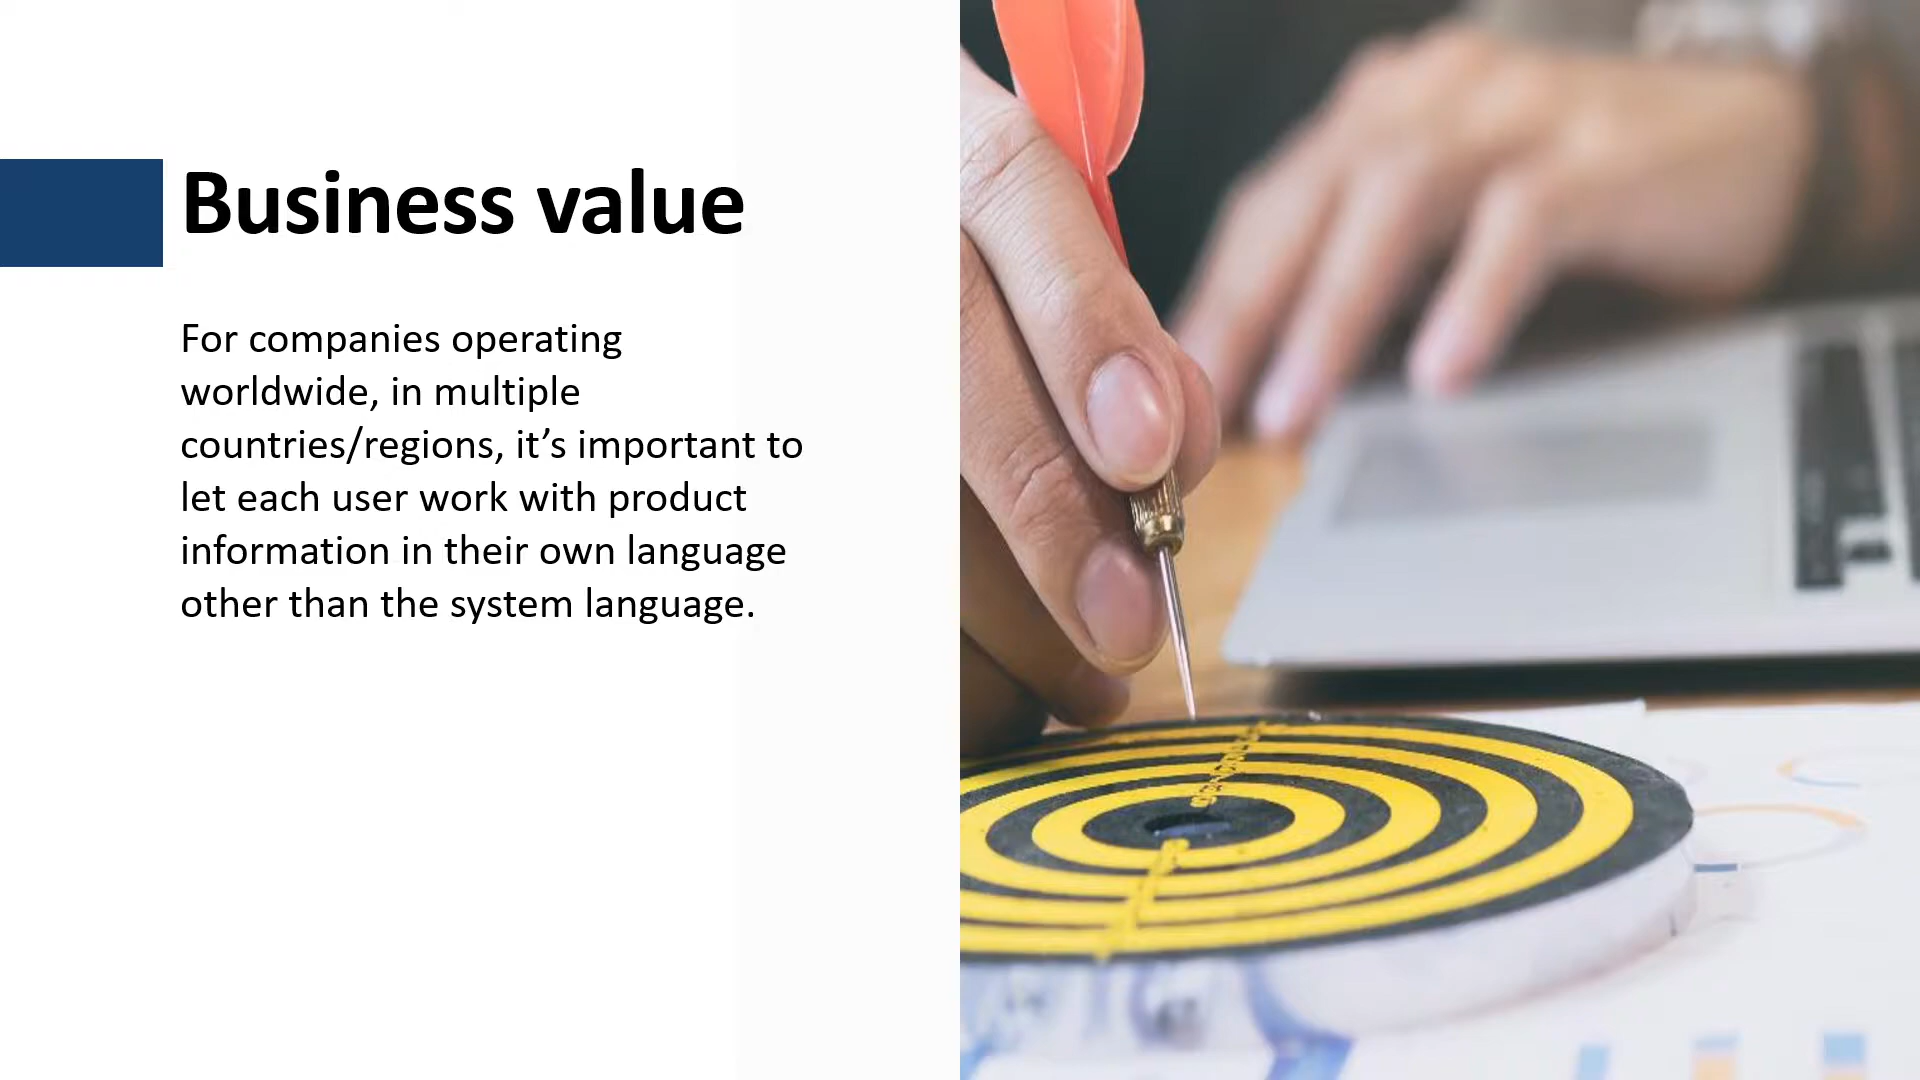 Business value
For companies operating
worldwide, in multiple
countries/regions, it’s important to
let each user work with product
information in their own language
other than the system language.